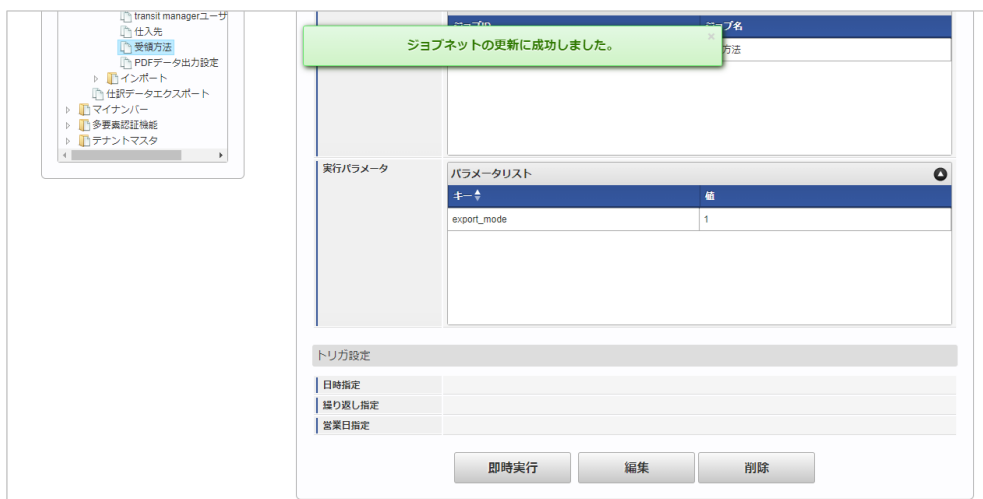 transit managerユーザ
仕入先
受領方法
PDFデータ出力設定
インポート
仕訳データエクスポート
マイナンバー
多要素認証機能
テナントマスタ
ジョブ名
ジョブネットの更新に成功しました。
×
方法
実行パラメータ
パラメータリスト
キー
値
export_mode
1
トリガ設定
日時指定
繰り返し指定
営業日指定
即時実行
編集
削除